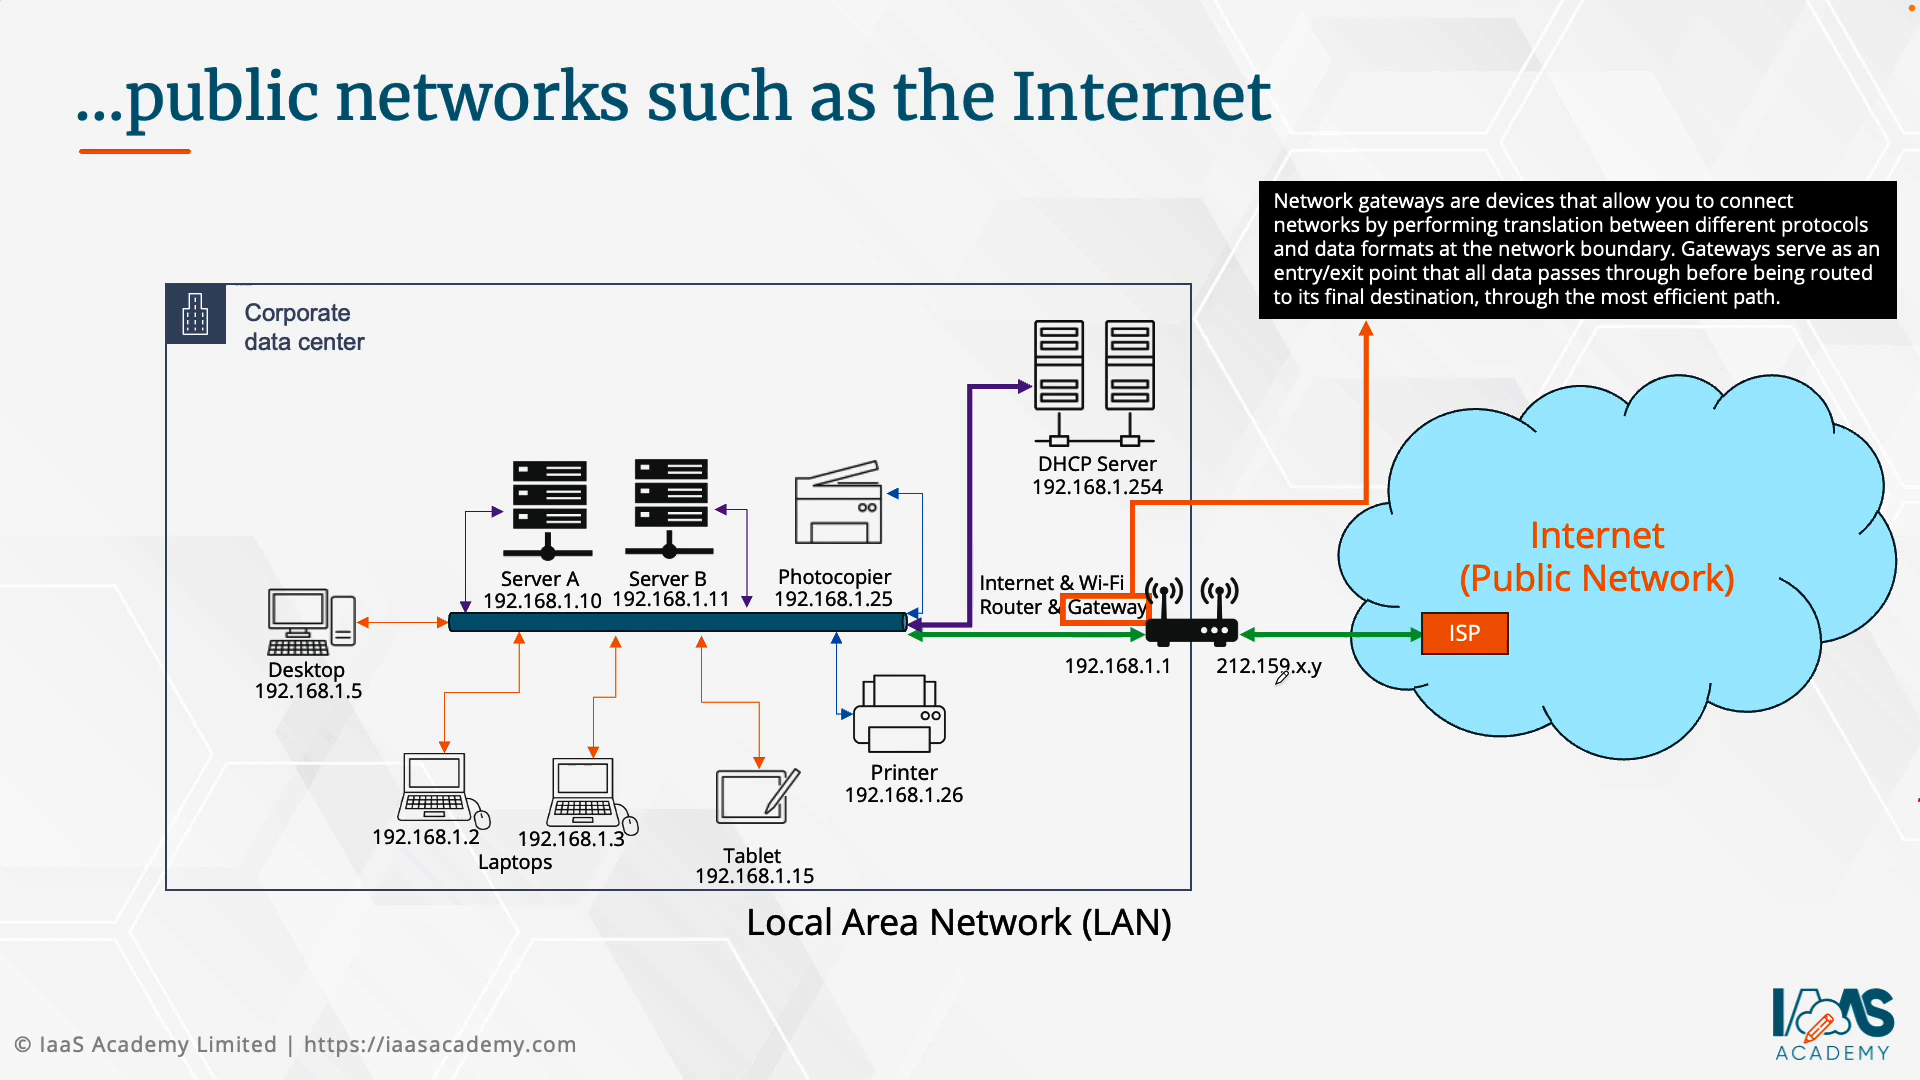 ...public networks such as the Internet
Network gateways are devices that allow you to connect
networks by performing translation between different protocols
and data formats at the network boundary. Gateways serve as an
entry/exit point that all data passes through before being routed
to its final destination, through the most efficient path.
Corporate
data center
DHCP Server
192.168.1.254
Server A
192.168.1.10
Server B
192.168.1.11
Photocopier
192.168.1.25
Internet & Wi-Fi
Router & Gateway
192.168.1.1
212.159.x.y
Internet
(Public Network)
ISP
Desktop
192.168.1.5
Printer
192.168.1.26
192.168.1.2
192.168.1.3
Laptops
Tablet
192.168.1.15
Local Area Network (LAN)
IAAS
ACADEMY
© IaaS Academy Limited | https://iaasacademy.com